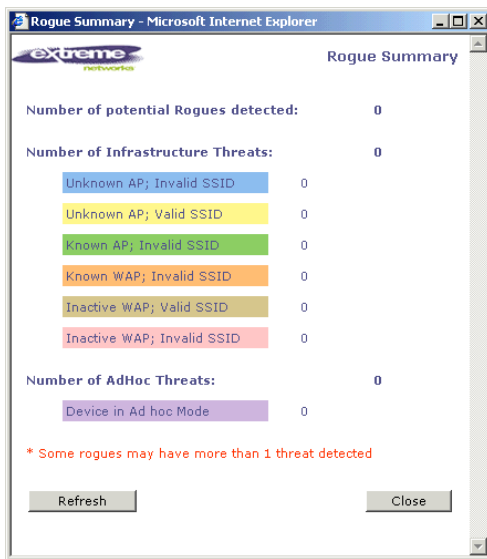 Rogue Summary - Microsoft Internet Explorer
extreme
networks
Rogue Summary
Number of potential Rogues detected: 0
Number of Infrastructure Threats: 0
Unknown AP; Invalid SSID 0
Unknown AP; Valid SSID 0
Known AP; Invalid SSID 0
Known WAP; Invalid SSID 0
Inactive WAP; Valid SSID 0
Inactive WAP; Invalid SSID 0
Number of AdHoc Threats: 0
Device in Ad hoc Mode 0
* Some rogues may have more than 1 threat detected
Refresh Close